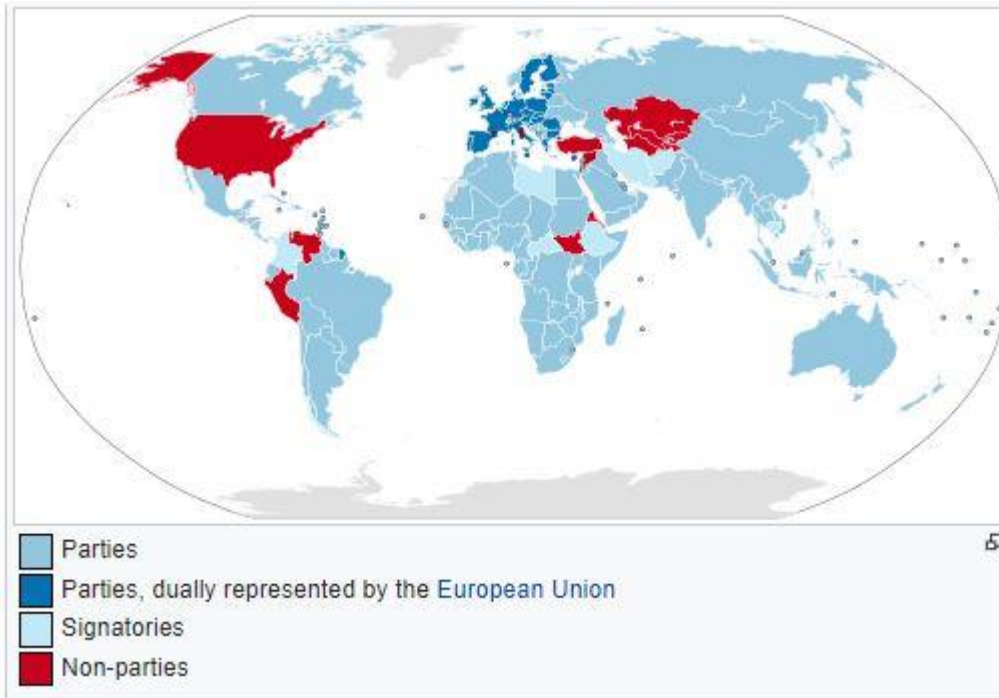 Parties
Parties, dually represented by the European Union
Signatories
Non-parties